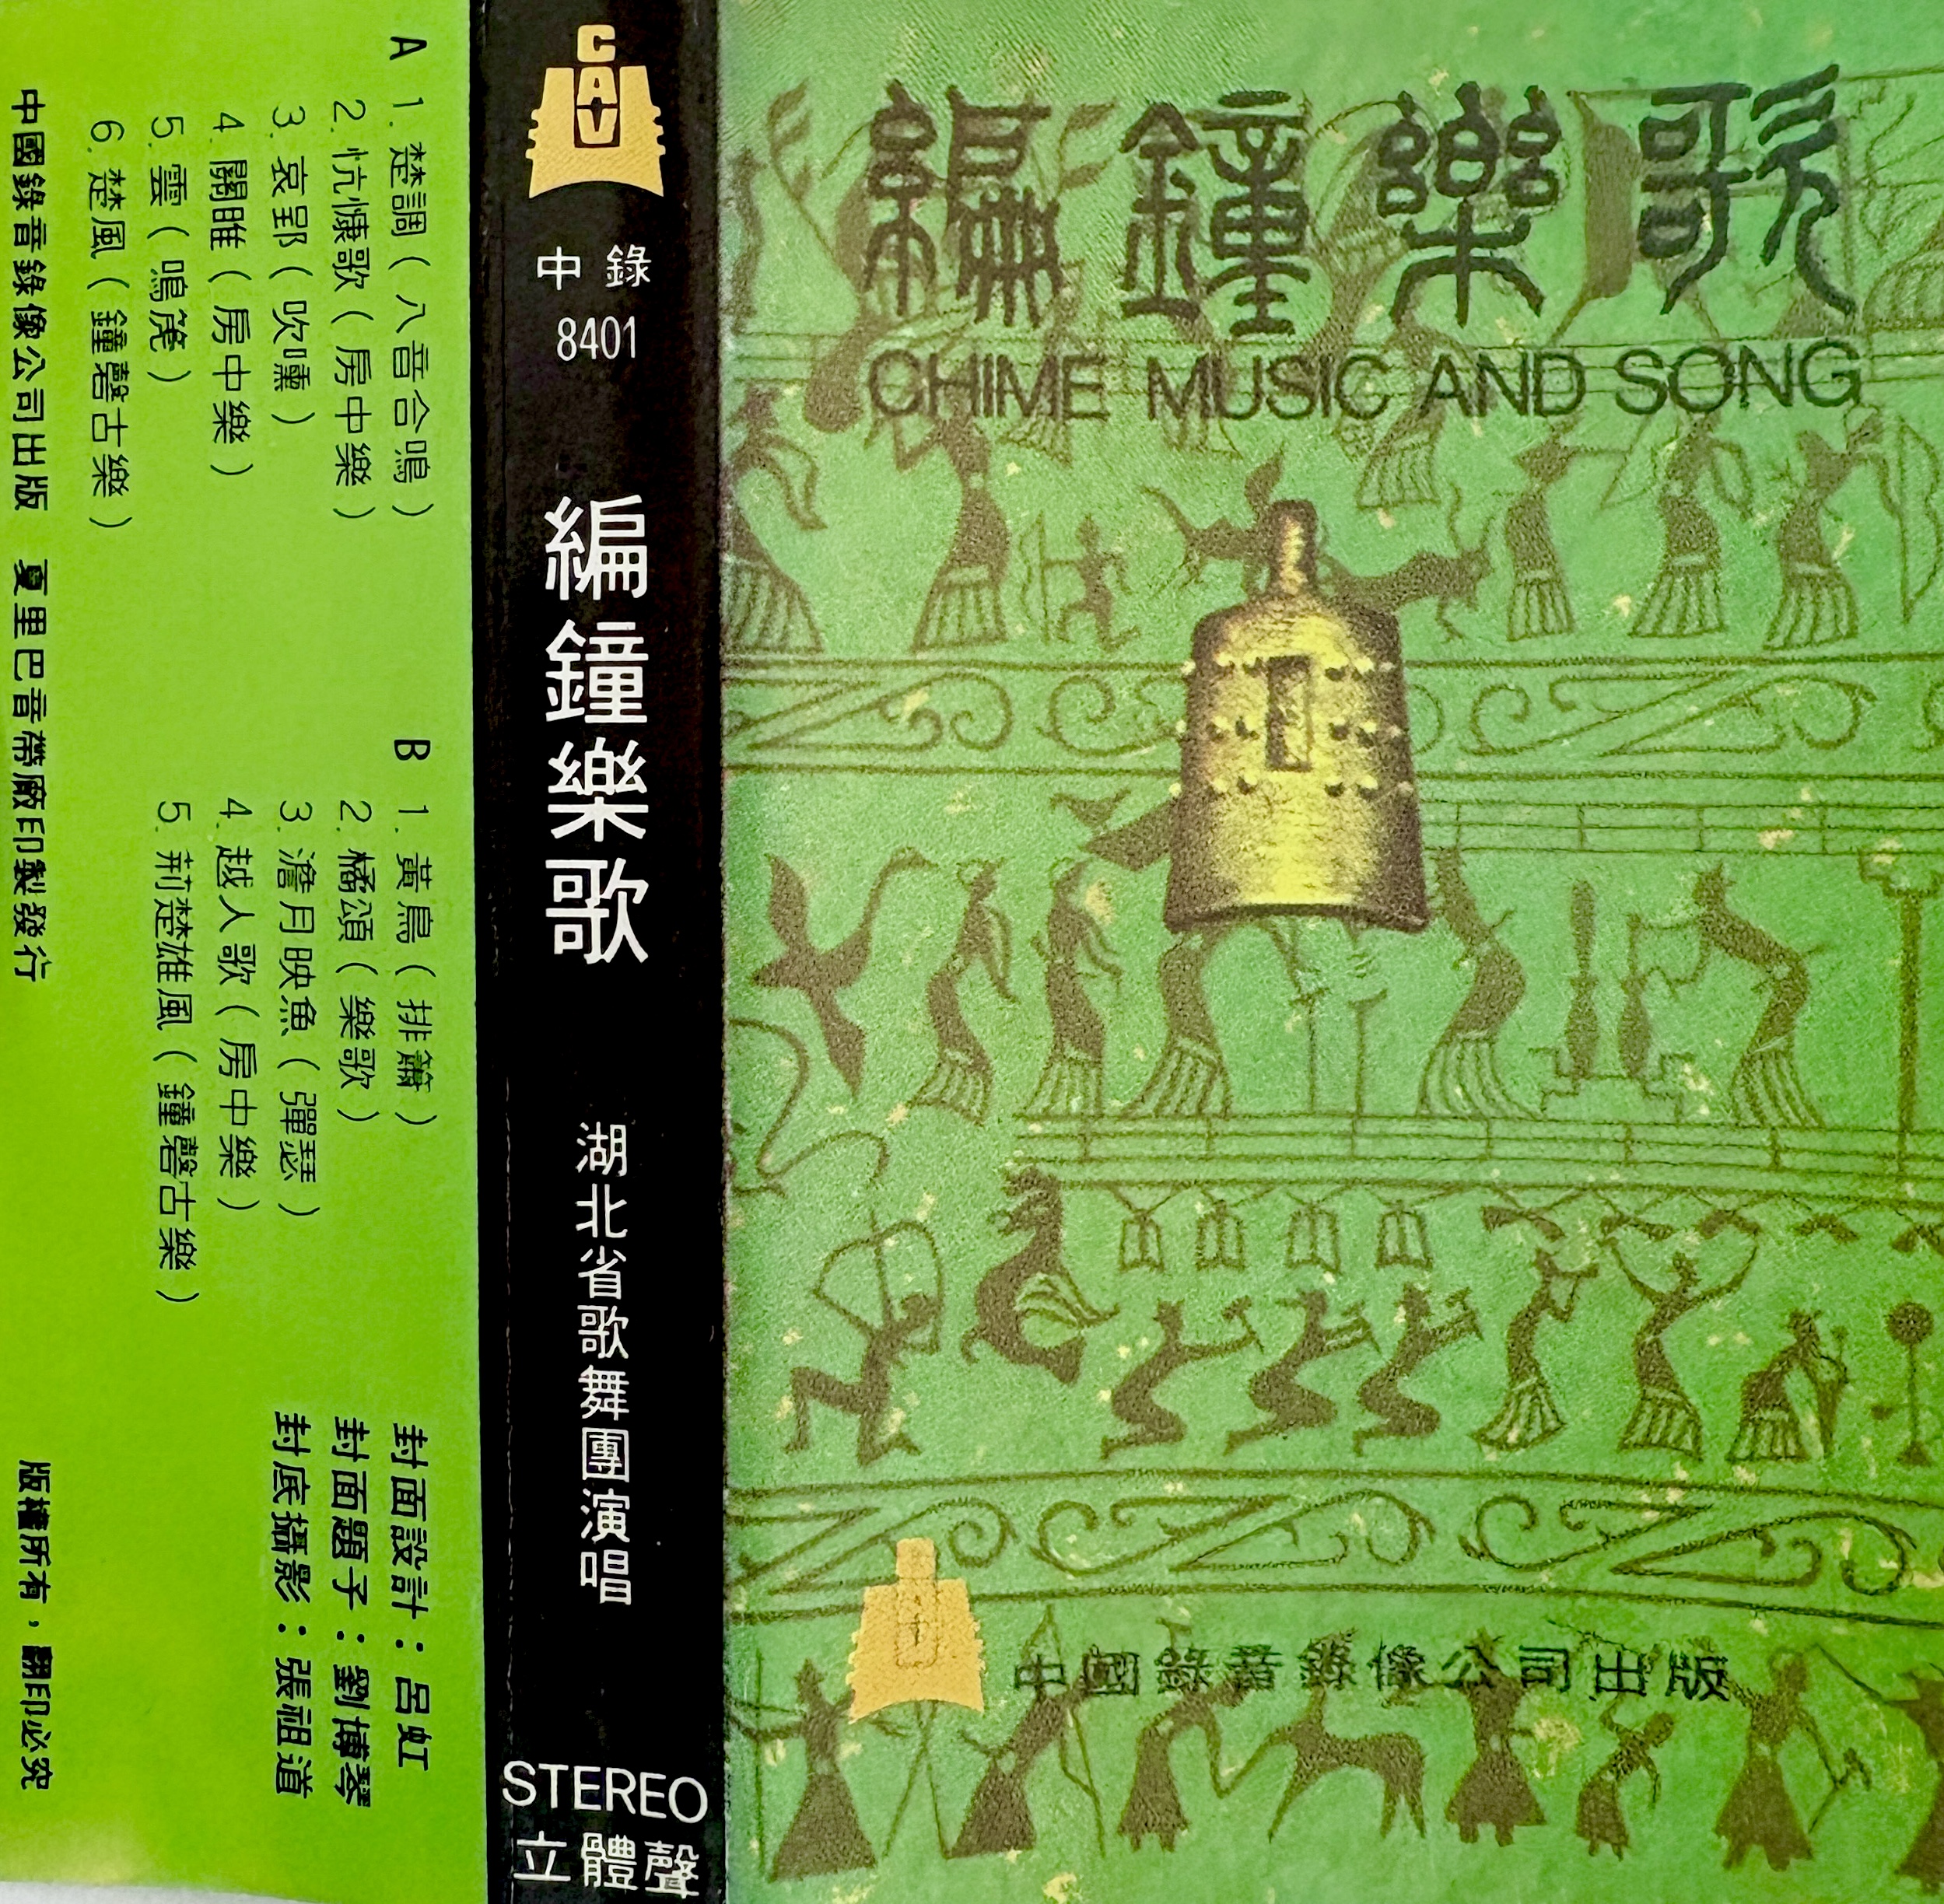 編鐘樂歌
CHIME MUSIC AND SONG
中國錄音錄像公司出版
CAV
中錄
8401
編鐘樂歌
湖北省歌舞團演唱
STEREO
立體聲
A
1. 楚調（八音合鳴）
2. 忼慷歌（房中樂）
3. 哀郢（吹壎）
4. 關雎（房中樂）
5. 雲（鳴箎）
6. 楚風（鐘磬古樂）
B
1. 黃鳥（排簫）
2. 橘頌（樂歌）
3. 澹月映魚（彈瑟）
4. 越人歌（房中樂）
5. 荊楚雄風（鐘磬古樂）
封面設計：呂虹
封面題字：劉博琴
封底攝影：張祖道
中國錄音錄像公司出版 夏里巴音帶廠印製發行
版權所有，翻印必究